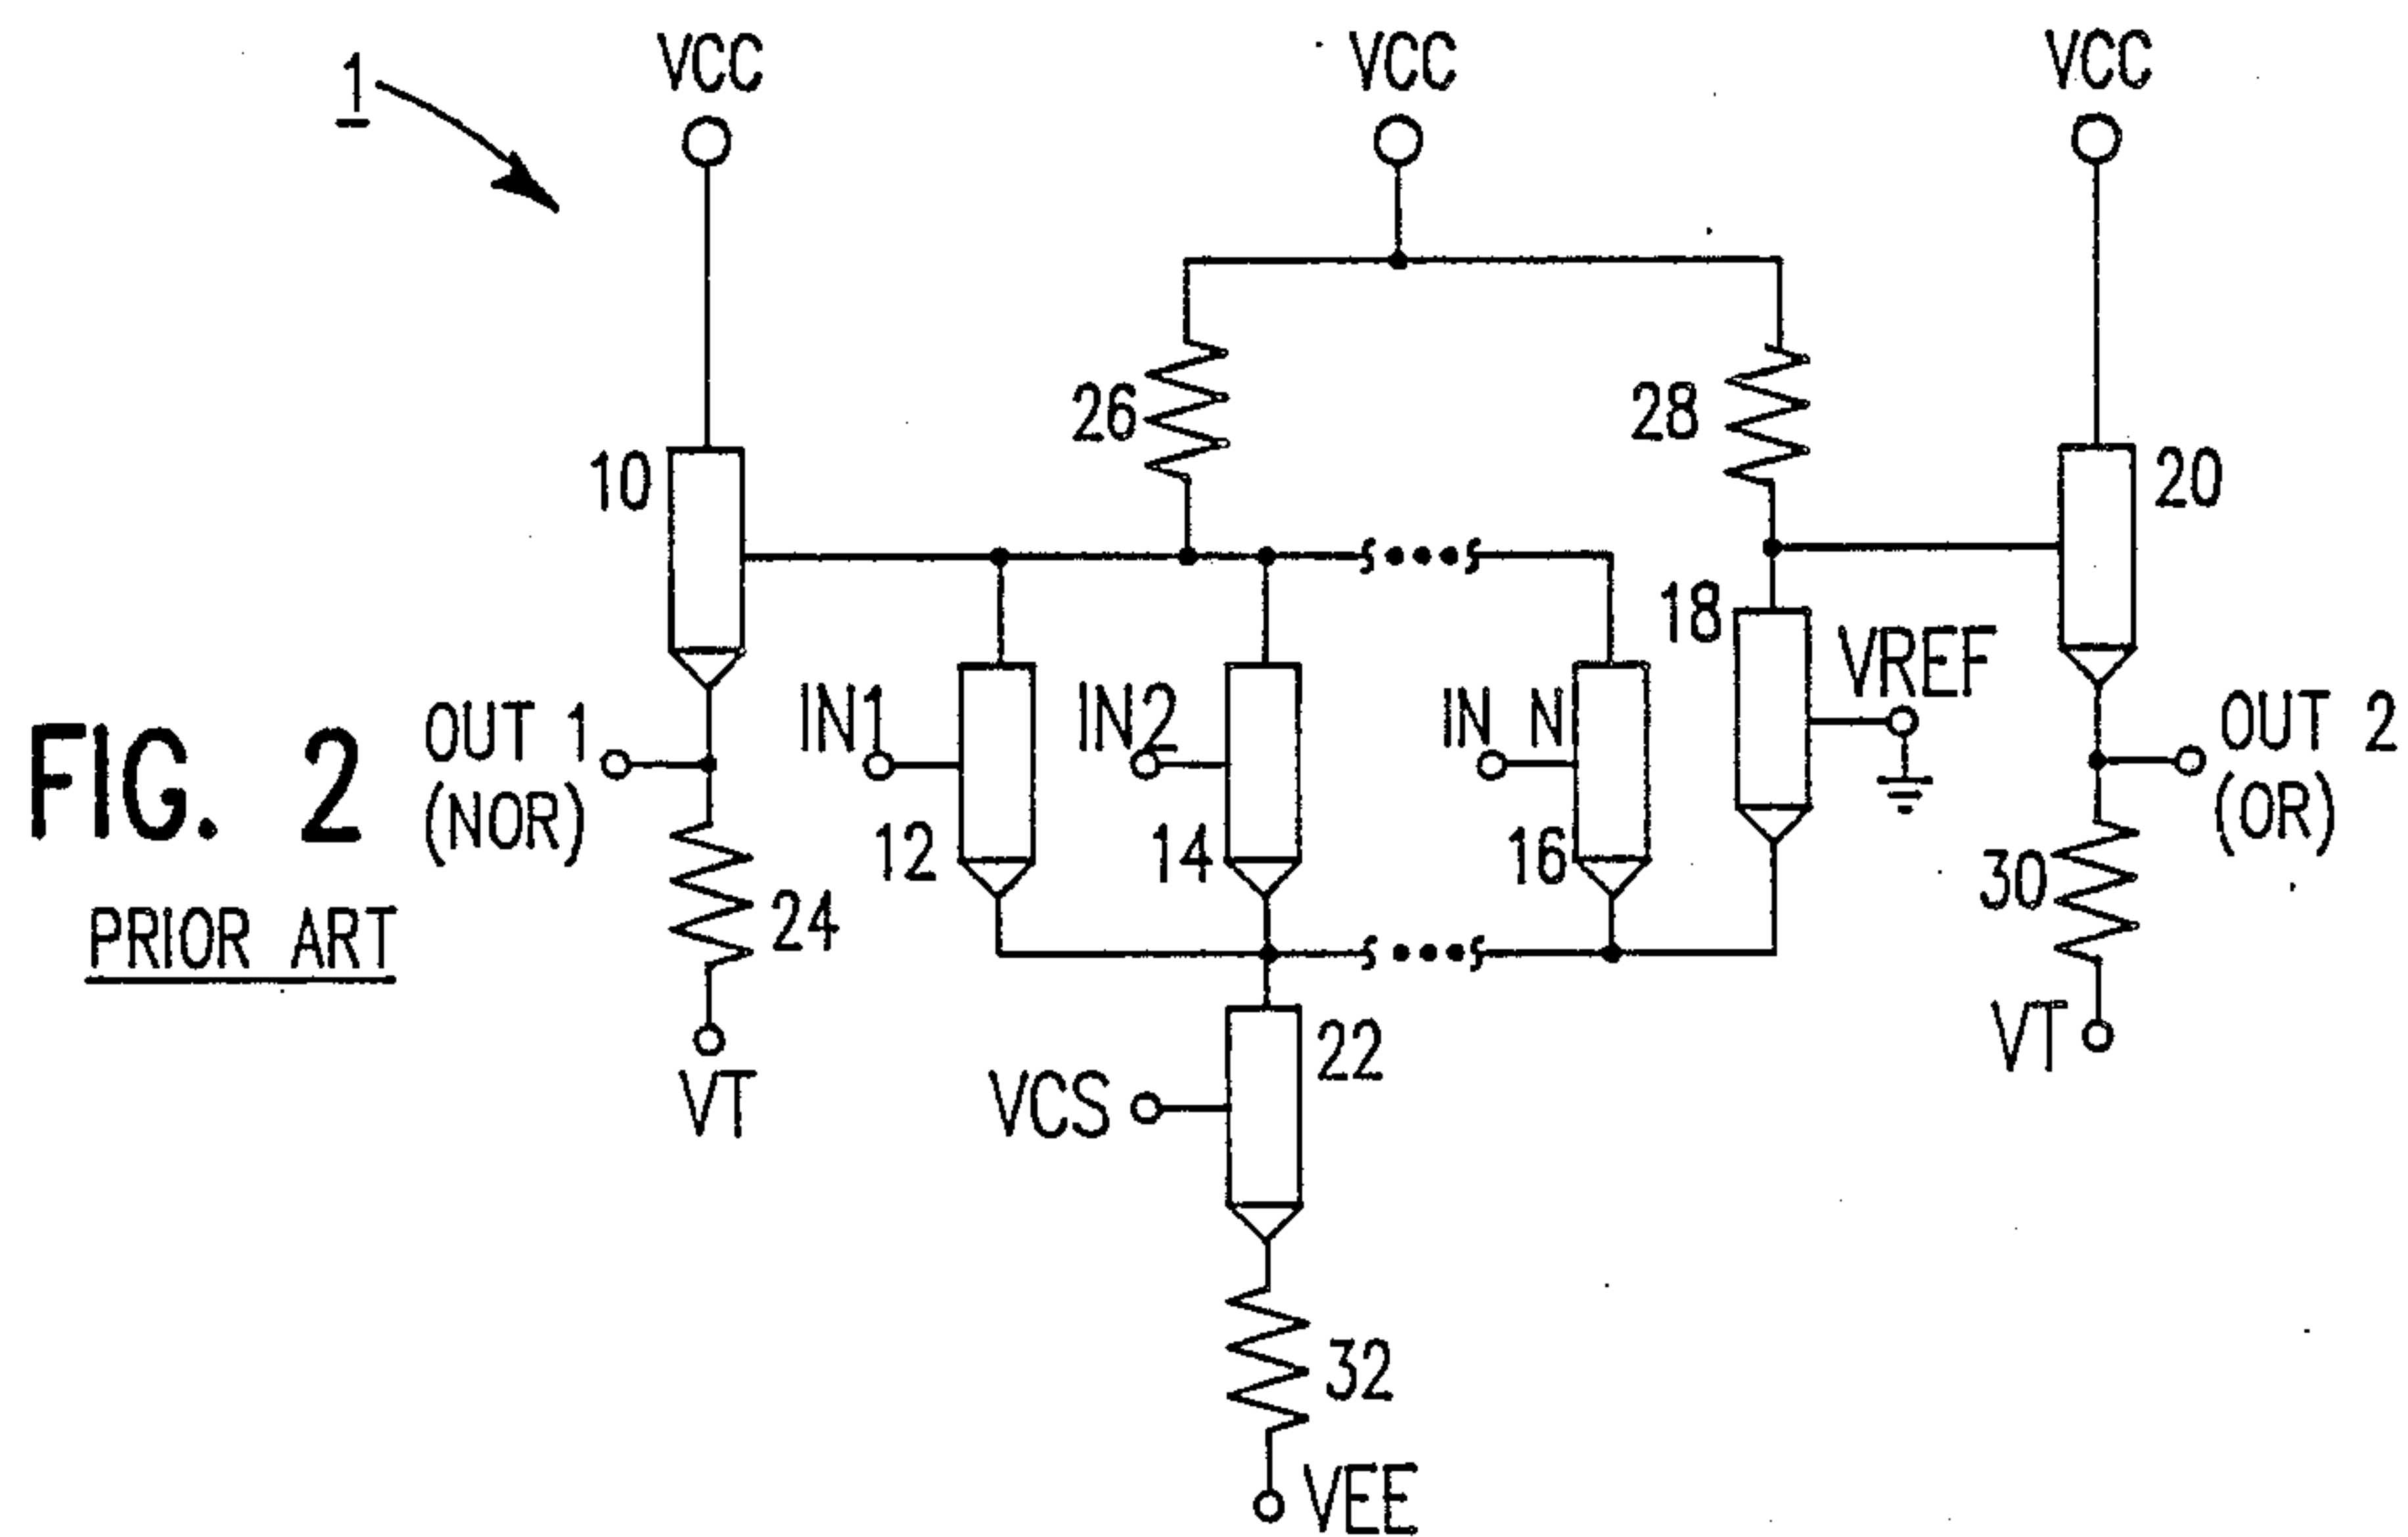 1
VCC
VCC
VCC
26
28
10
20
18
VREF
IN1
IN2
IN N
OUT 1
(NOR)
OUT 2
(OR)
FIG. 2
PRIOR ART
12
14
16
24
30
VT
VT
22
VCS
32
VEE